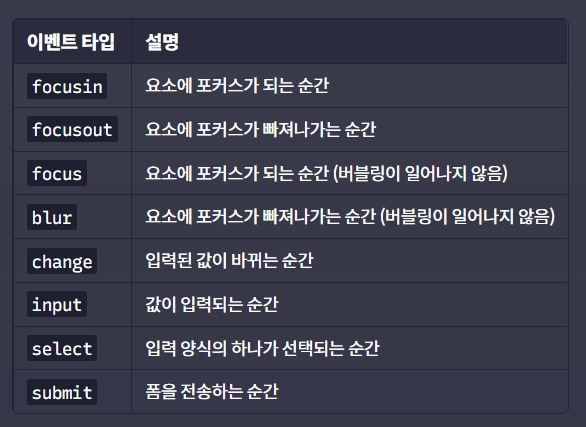 이벤트 타입 설명
focusin 요소에 포커스가 되는 순간
focusout 요소에 포커스가 빠져나가는 순간
focus 요소에 포커스가 되는 순간 (버블링이 일어나지 않음)
blur 요소에 포커스가 빠져나가는 순간 (버블링이 일어나지 않음)
change 입력된 값이 바뀌는 순간
input 값이 입력되는 순간
select 입력 양식의 하나가 선택되는 순간
submit 폼을 전송하는 순간